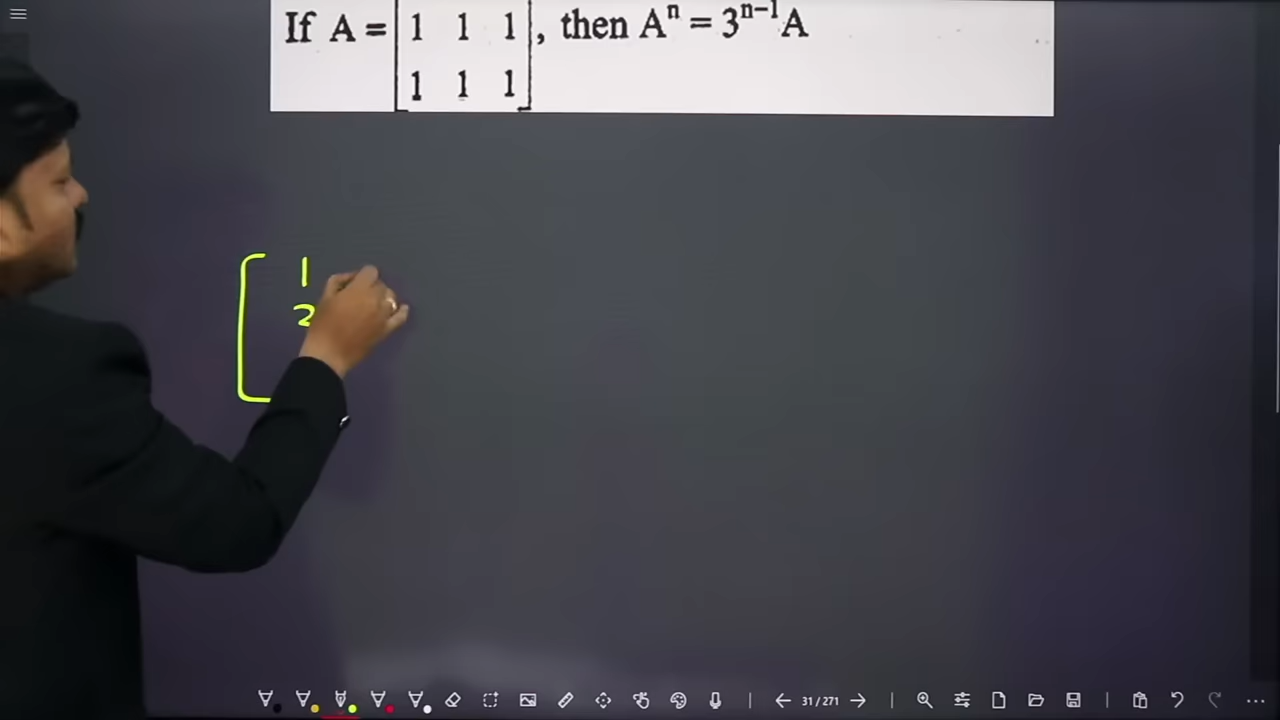 If A = [1 1 1], then Aⁿ = 3ⁿ⁻¹A
1 1 1
1
2
31/271